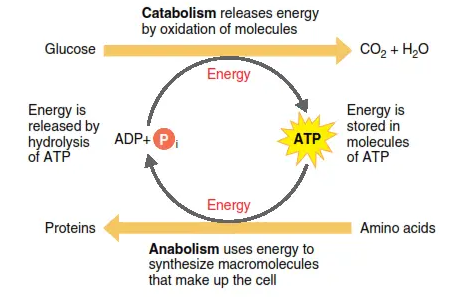 Catabolism releases energy
by oxidation of molecules
Glucose
CO₂ + H₂O
Energy
Energy is
released by
hydrolysis
of ATP
ADP+ P i
ATP
Energy is
stored in
molecules
of ATP
Energy
Proteins
Amino acids
Anabolism uses energy to
synthesize macromolecules
that make up the cell